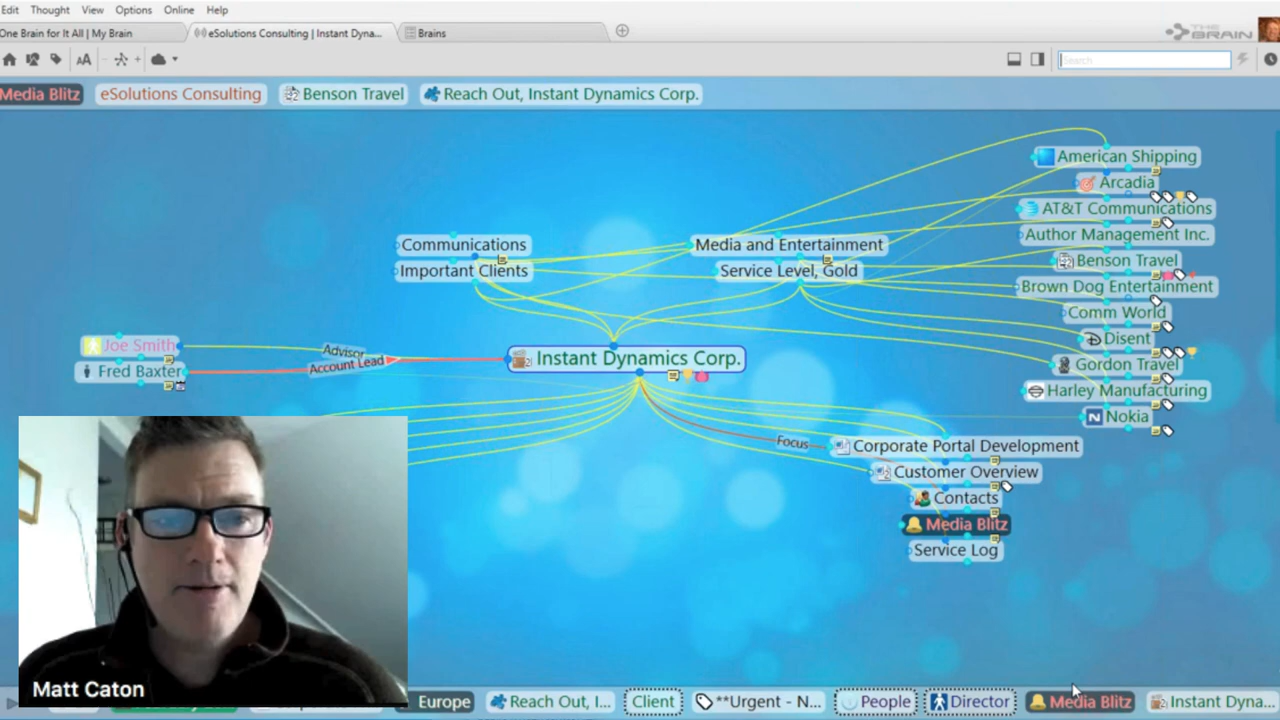 Edit Thought View Options Online Help
One Brain for It All | My Brain
eSolutions Consulting | Instant Dyna...
Brains
THE BRAIN
AA
Search
Media Blitz
eSolutions Consulting
Benson Travel
Reach Out, Instant Dynamics Corp.
American Shipping
Arcadia
AT&T Communications
Author Management Inc.
Benson Travel
Brown Dog Entertainment
Comm World
Disent
Gordon Travel
Harley Manufacturing
Nokia
Communications
Important Clients
Media and Entertainment
Service Level, Gold
Joe Smith
Fred Baxter
Advisor
Account Lead
Instant Dynamics Corp.
Focus
Corporate Portal Development
Customer Overview
Contacts
Media Blitz
Service Log
Matt Caton
Europe
Reach Out, I...
Client
**Urgent - N...
People
Director
Media Blitz
Instant Dyna...